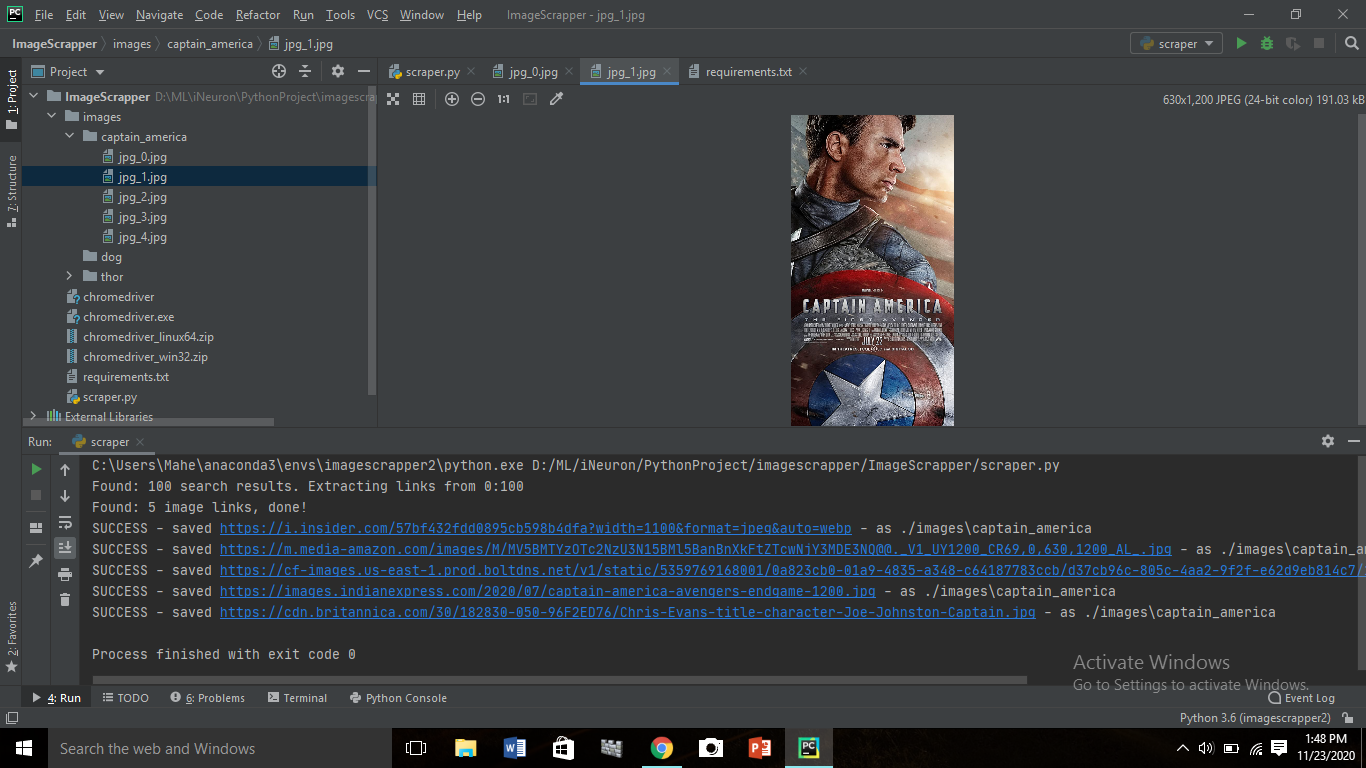 File Edit View Navigate Code Refactor Run Tools VCS Window Help ImageScrapper - jpg_1.jpg
ImageScrapper images captain_america jpg_1.jpg scraper
Project scraper.py jpg_0.jpg jpg_1.jpg requirements.txt
1: Project
7: Structure
2: Favorites
630x1,200 JPEG (24-bit color) 191.03 kB
1:1
ImageScrapper D:\ML\iNeuron\PythonProject\imagescra
images
captain_america
jpg_0.jpg
jpg_1.jpg
jpg_2.jpg
jpg_3.jpg
jpg_4.jpg
dog
thor
chromedriver
chromedriver.exe
chromedriver_linux64.zip
chromedriver_win32.zip
requirements.txt
scraper.py
External Libraries
CAPTAIN AMERICA
THE FIRST AVENGER
JULY 22
Run: scraper
C:\Users\Mahe\anaconda3\envs\imagescrapper2\python.exe D:/ML/iNeuron/PythonProject/imagescrapper/ImageScrapper/scraper.py
Found: 100 search results. Extracting links from 0:100
Found: 5 image links, done!
SUCCESS - saved https://i.insider.com/57bf432fdd0895cb598b4dfa?width=1100&format=jpeg&auto=webp - as ./images\captain_america
SUCCESS - saved https://m.media-amazon.com/images/M/MV5BMTYzOTc2NzU3N15BMl5BanBnXkFtZTcwNjY3MDE3NQ@@._V1_UY1200_CR69,0,630,1200_AL_.jpg - as ./images\captain_am
SUCCESS - saved https://cf-images.us-east-1.prod.boltdns.net/v1/static/5359769168001/0a823cb0-01a9-4835-a348-c64187783ccb/d37cb96c-805c-4aa2-9f2f-e62d9eb814c7/
SUCCESS - saved https://images.indianexpress.com/2020/07/captain-america-avengers-endgame-1200.jpg - as ./images\captain_america
SUCCESS - saved https://cdn.britannica.com/30/182830-050-96F2ED76/Chris-Evans-title-character-Joe-Johnston-Captain.jpg - as ./images\captain_america
Process finished with exit code 0
Activate Windows
Go to Settings to activate Windows.
4: Run TODO 6: Problems Terminal Python Console Event Log
Python 3.6 (imagescrapper2)
Search the web and Windows
1:48 PM
11/23/2020